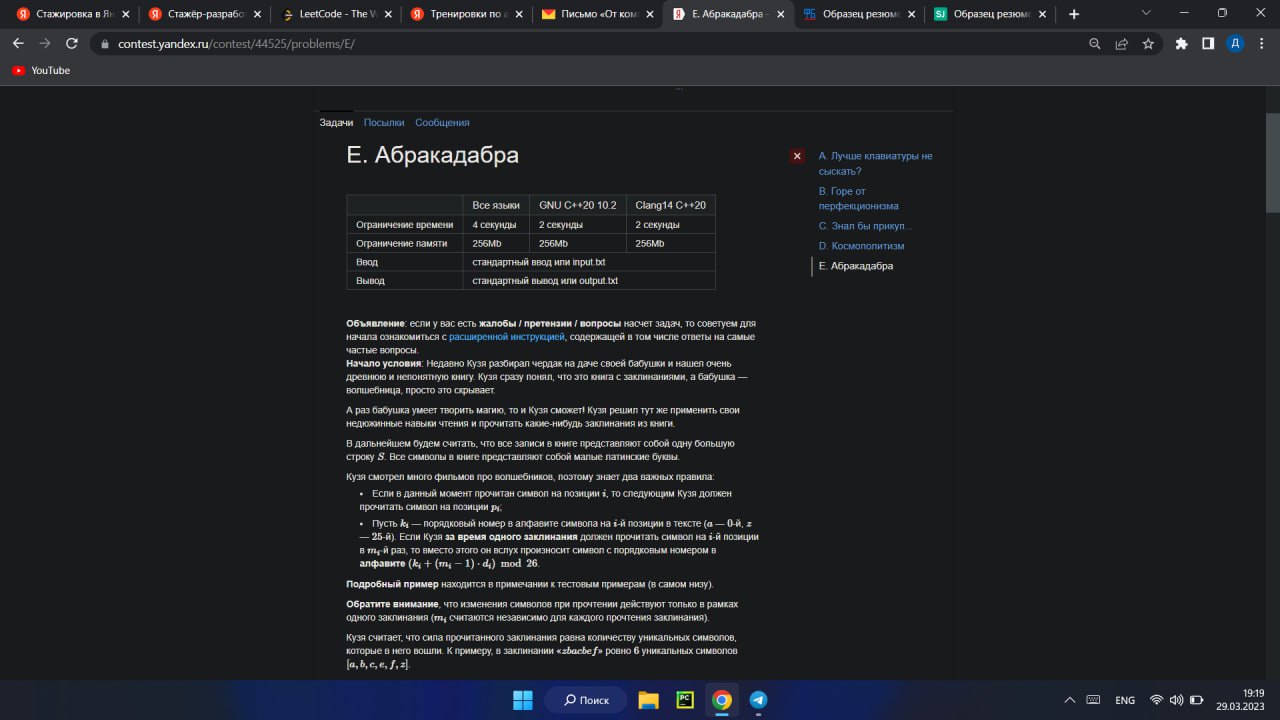 Стажировка в Ян
Стажёр-разработ
LeetCode - The W
Тренировки по а
Письмо «От ком
E. Абракадабра –
Образец резюме
Образец резюме
contest.yandex.ru/contest/44525/problems/E/
Д
YouTube
...
Задачи Посылки Сообщения
E. Абракадабра
Все языки GNU C++20 10.2 Clang14 C++20
Ограничение времени 4 секунды 2 секунды 2 секунды
Ограничение памяти 256Mb 256Mb 256Mb
Ввод стандартный ввод или input.txt
Вывод стандартный вывод или output.txt
Объявление: если у вас есть жалобы / претензии / вопросы насчет задач, то советуем для
начала ознакомиться с расширенной инструкцией, содержащей в том числе ответы на самые
частые вопросы.
Начало условия: Недавно Кузя разбирал чердак на даче своей бабушки и нашел очень
древнюю и непонятную книгу. Кузя сразу понял, что это книга с заклинаниями, а бабушка —
волшебница, просто это скрывает.
А раз бабушка умеет творить магию, то и Кузя сможет! Кузя решил тут же применить свои
недюжинные навыки чтения и прочитать какие-нибудь заклинания из книги.
В дальнейшем будем считать, что все записи в книге представляют собой одну большую
строку S. Все символы в книге представляют собой малые латинские буквы.
Кузя смотрел много фильмов про волшебников, поэтому знает два важных правила:
• Если в данный момент прочитан символ на позиции i, то следующим Кузя должен
прочитать символ на позиции pᵢ;
• Пусть kᵢ — порядковый номер в алфавите символа на i-й позиции в тексте (a — 0-й, z
— 25-й). Если Кузя за время одного заклинания должен прочитать символ на i-й позиции
в mᵢ-й раз, то вместо этого он вслух произносит символ с порядковым номером в
алфавите (kᵢ + (mᵢ − 1) · dᵢ) mod 26.
Подробный пример находится в примечании к тестовым примерам (в самом низу).
Обратите внимание, что изменения символов при прочтении действуют только в рамках
одного заклинания (mᵢ считаются независимо для каждого прочтения заклинания).
Кузя считает, что сила прочитанного заклинания равна количеству уникальных символов,
которые в него вошли. К примеру, в заклинании «zbacbef» ровно 6 уникальных символов
[a, b, c, e, f, z].
A. Лучше клавиатуры не
сыскать?
B. Горе от
перфекционизма
C. Знал бы прикуп...
D. Космополитизм
E. Абракадабра
Поиск
PC
ENG
19:19
29.03.2023